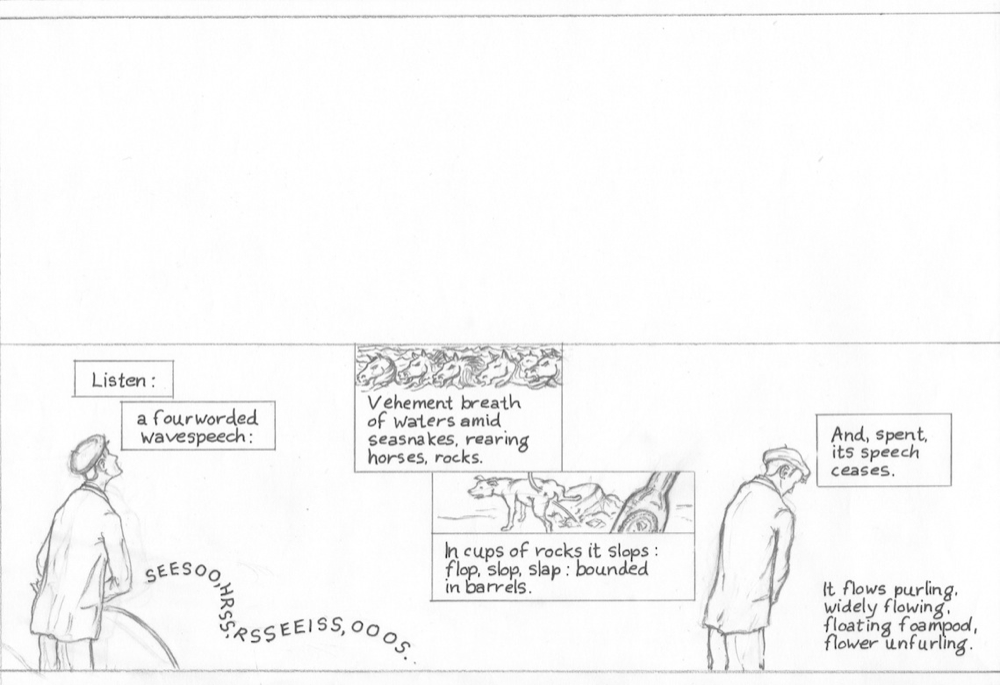 Listen :
a fourworded
wavespeech :
SEESOO, HRSS, RSSEEISS, OOOS.
Vehement breath
of waters amid
seasnakes, rearing
horses, rocks.
In cups of rocks it slops :
flop, slop, slap : bounded
in barrels.
And, spent,
its speech
ceases.
It flows purling,
widely flowing,
floating foampod,
flower unfurling.